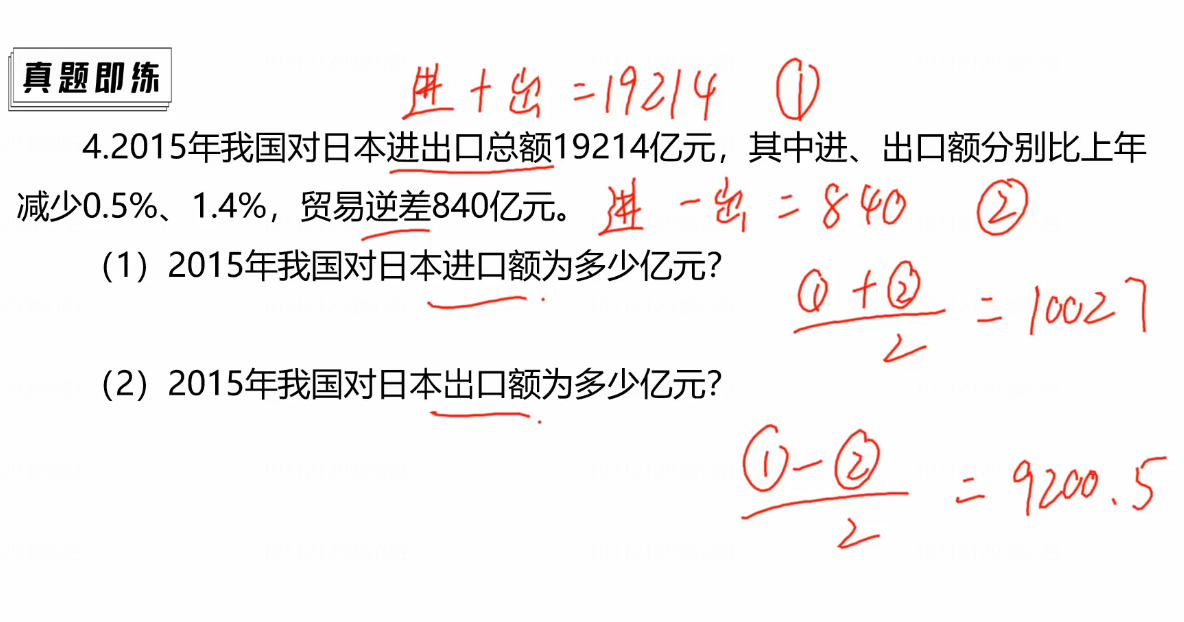 真题即练
进+出=19214 ①
4.2015年我国对日本进出口总额19214亿元，其中进、出口额分别比上年
减少0.5%、1.4%，贸易逆差840亿元。 进-出=840 ②
（1）2015年我国对日本进口额为多少亿元？
①+②/2=10027
（2）2015年我国对日本出口额为多少亿元？
①-②/2=9200.5